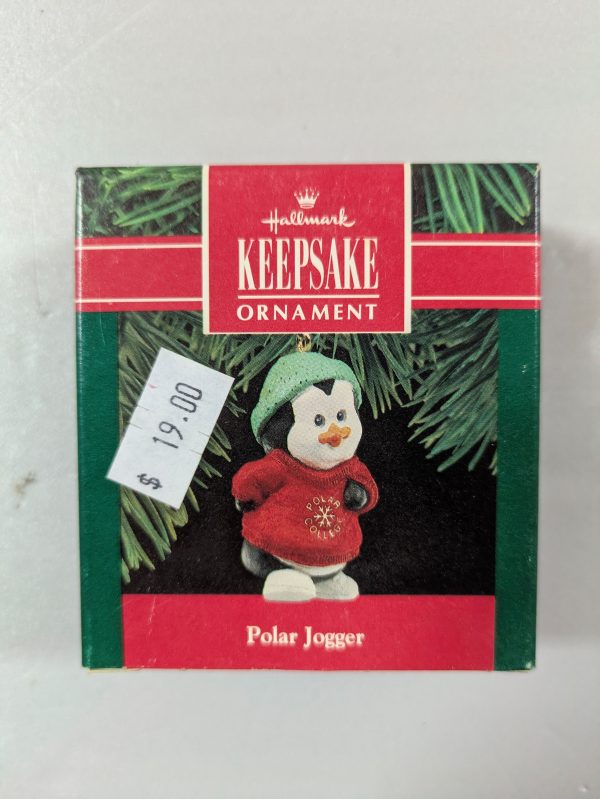 Hallmark
KEEPSAKE
ORNAMENT
$ 19.00
POLAR
COLLEGE
Polar Jogger